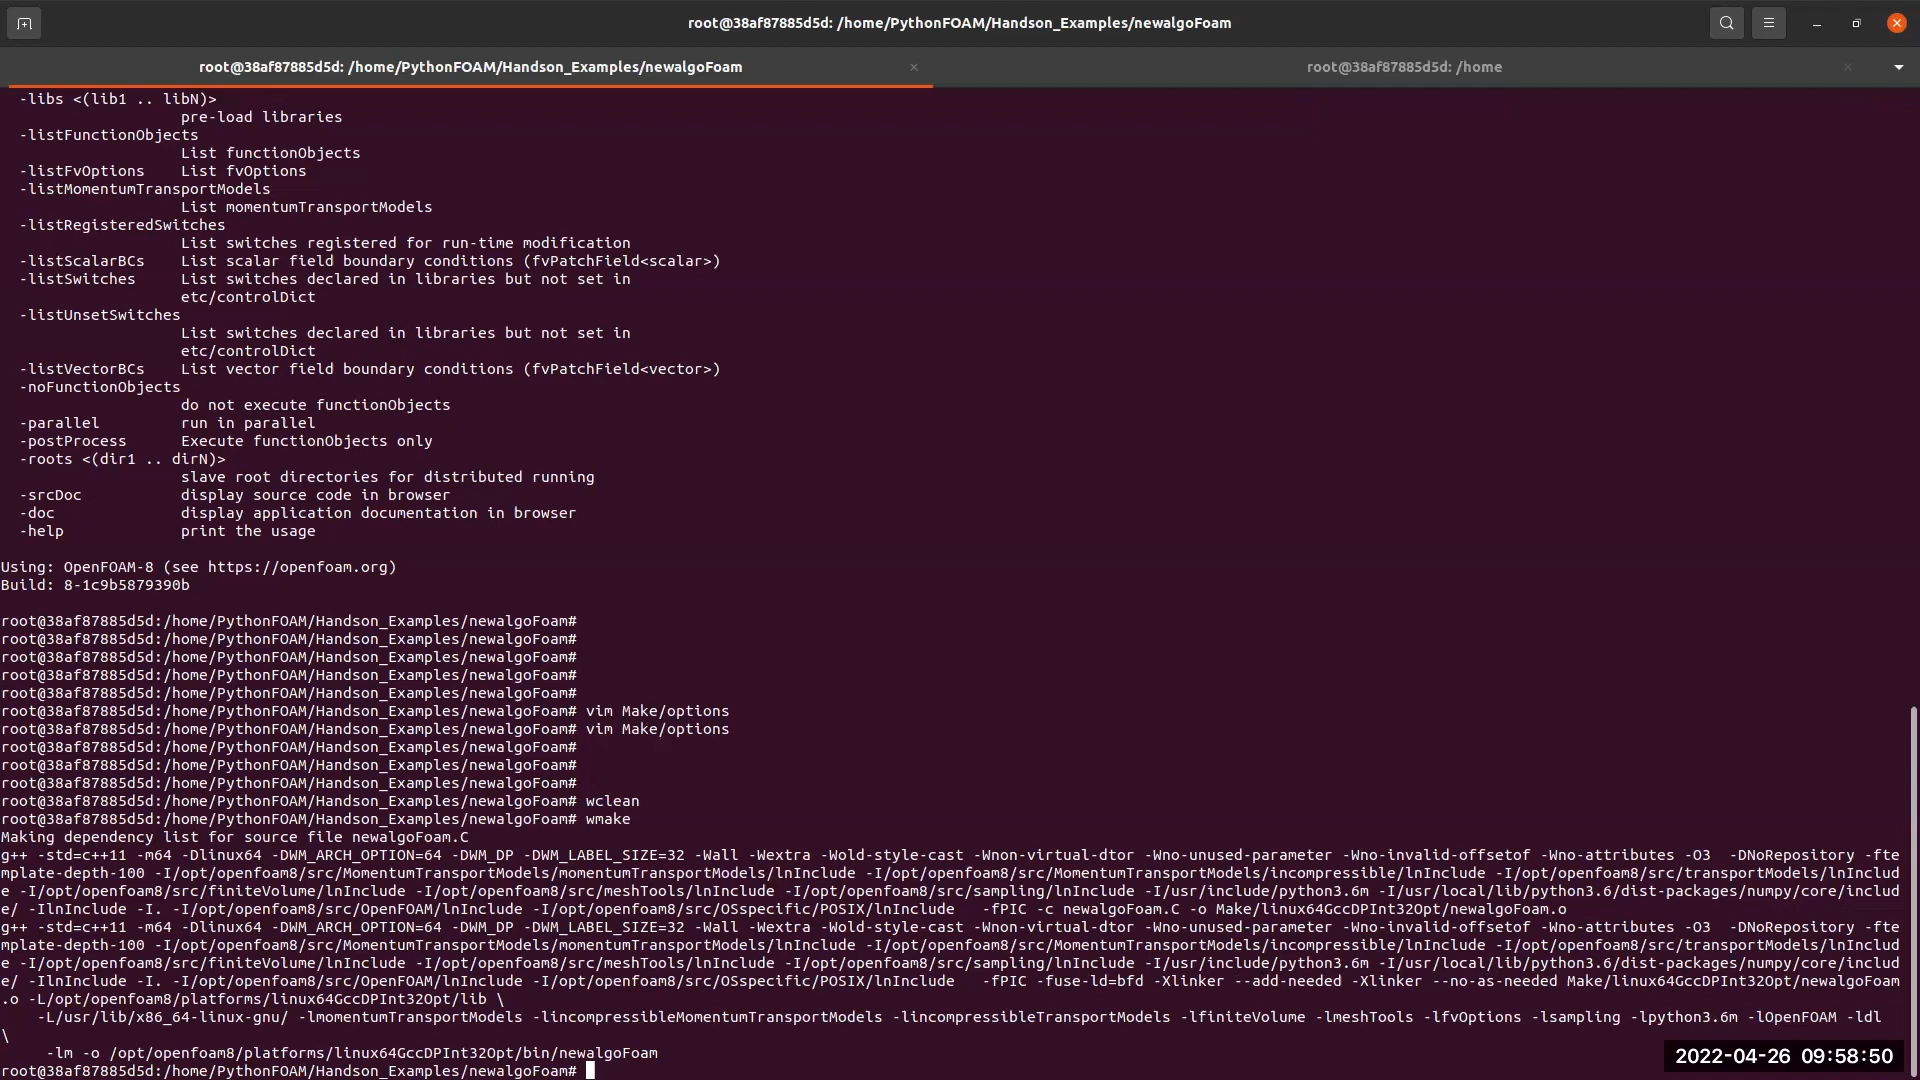 root@38af87885d5d: /home/PythonFOAM/Handson_Examples/newalgoFoam
root@38af87885d5d: /home/PythonFOAM/Handson_Examples/newalgoFoam × root@38af87885d5d: /home ×
-libs <(lib1 .. libN)>
pre-load libraries
-listFunctionObjects
List functionObjects
-listFvOptions List fvOptions
-listMomentumTransportModels
List momentumTransportModels
-listRegisteredSwitches
List switches registered for run-time modification
-listScalarBCs List scalar field boundary conditions (fvPatchField<scalar>)
-listSwitches List switches declared in libraries but not set in
etc/controlDict
-listUnsetSwitches
List switches declared in libraries but not set in
etc/controlDict
-listVectorBCs List vector field boundary conditions (fvPatchField<vector>)
-noFunctionObjects
do not execute functionObjects
-parallel run in parallel
-postProcess Execute functionObjects only
-roots <(dir1 .. dirN)>
slave root directories for distributed running
-srcDoc display source code in browser
-doc display application documentation in browser
-help print the usage
Using: OpenFOAM-8 (see https://openfoam.org)
Build: 8-1c9b5879390b
root@38af87885d5d:/home/PythonFOAM/Handson_Examples/newalgoFoam#
root@38af87885d5d:/home/PythonFOAM/Handson_Examples/newalgoFoam#
root@38af87885d5d:/home/PythonFOAM/Handson_Examples/newalgoFoam#
root@38af87885d5d:/home/PythonFOAM/Handson_Examples/newalgoFoam#
root@38af87885d5d:/home/PythonFOAM/Handson_Examples/newalgoFoam#
root@38af87885d5d:/home/PythonFOAM/Handson_Examples/newalgoFoam# vim Make/options
root@38af87885d5d:/home/PythonFOAM/Handson_Examples/newalgoFoam# vim Make/options
root@38af87885d5d:/home/PythonFOAM/Handson_Examples/newalgoFoam#
root@38af87885d5d:/home/PythonFOAM/Handson_Examples/newalgoFoam#
root@38af87885d5d:/home/PythonFOAM/Handson_Examples/newalgoFoam#
root@38af87885d5d:/home/PythonFOAM/Handson_Examples/newalgoFoam# wclean
root@38af87885d5d:/home/PythonFOAM/Handson_Examples/newalgoFoam# wmake
Making dependency list for source file newalgoFoam.C
g++ -std=c++11 -m64 -Dlinux64 -DWM_ARCH_OPTION=64 -DWM_DP -DWM_LABEL_SIZE=32 -Wall -Wextra -Wold-style-cast -Wnon-virtual-dtor -Wno-unused-parameter -Wno-invalid-offsetof -Wno-attributes -O3  -DNoRepository -fte
mplate-depth-100 -I/opt/openfoam8/src/MomentumTransportModels/momentumTransportModels/lnInclude -I/opt/openfoam8/src/MomentumTransportModels/incompressible/lnInclude -I/opt/openfoam8/src/transportModels/lnInclud
e -I/opt/openfoam8/src/finiteVolume/lnInclude -I/opt/openfoam8/src/meshTools/lnInclude -I/opt/openfoam8/src/sampling/lnInclude -I/usr/include/python3.6m -I/usr/local/lib/python3.6/dist-packages/numpy/core/includ
e/ -IlnInclude -I. -I/opt/openfoam8/src/OpenFOAM/lnInclude -I/opt/openfoam8/src/OSspecific/POSIX/lnInclude   -fPIC -c newalgoFoam.C -o Make/linux64GccDPInt32Opt/newalgoFoam.o
g++ -std=c++11 -m64 -Dlinux64 -DWM_ARCH_OPTION=64 -DWM_DP -DWM_LABEL_SIZE=32 -Wall -Wextra -Wold-style-cast -Wnon-virtual-dtor -Wno-unused-parameter -Wno-invalid-offsetof -Wno-attributes -O3  -DNoRepository -fte
mplate-depth-100 -I/opt/openfoam8/src/MomentumTransportModels/momentumTransportModels/lnInclude -I/opt/openfoam8/src/MomentumTransportModels/incompressible/lnInclude -I/opt/openfoam8/src/transportModels/lnInclud
e -I/opt/openfoam8/src/finiteVolume/lnInclude -I/opt/openfoam8/src/meshTools/lnInclude -I/opt/openfoam8/src/sampling/lnInclude -I/usr/include/python3.6m -I/usr/local/lib/python3.6/dist-packages/numpy/core/includ
e/ -IlnInclude -I. -I/opt/openfoam8/src/OpenFOAM/lnInclude -I/opt/openfoam8/src/OSspecific/POSIX/lnInclude   -fPIC -fuse-ld=bfd -Xlinker --add-needed -Xlinker --no-as-needed Make/linux64GccDPInt32Opt/newalgoFoam
.o -L/opt/openfoam8/platforms/linux64GccDPInt32Opt/lib \
-L/usr/lib/x86_64-linux-gnu/ -lmomentumTransportModels -lincompressibleMomentumTransportModels -lincompressibleTransportModels -lfiniteVolume -lmeshTools -lfvOptions -lsampling -lpython3.6m -lOpenFOAM -ldl
\
-lm -o /opt/openfoam8/platforms/linux64GccDPInt32Opt/bin/newalgoFoam
root@38af87885d5d:/home/PythonFOAM/Handson_Examples/newalgoFoam#
2022-04-26 09:58:50